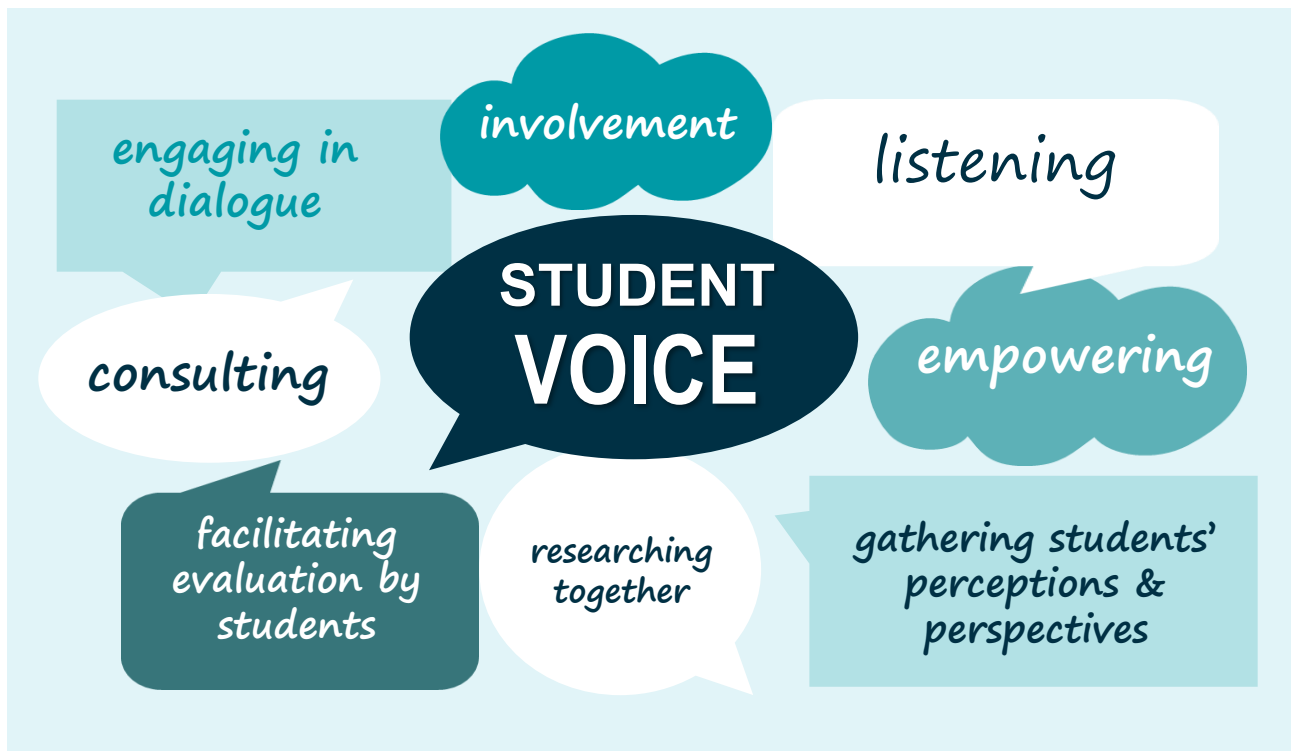 involvement
engaging in
dialogue
listening
STUDENT
VOICE
consulting
empowering
facilitating
evaluation by
students
researching
together
gathering students’
perceptions &
perspectives